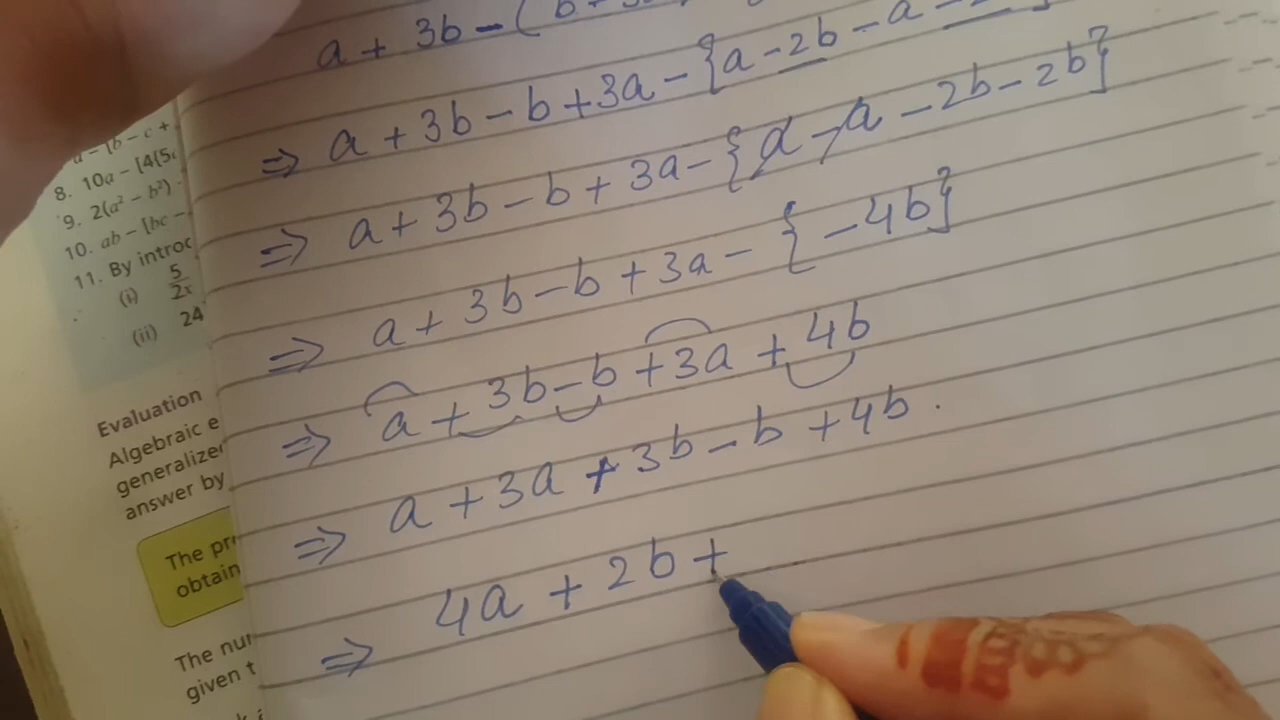 a + 3b - ( b -
⇒ a + 3b - b + 3a - { a - 2b - a -
⇒ a + 3b - b + 3a - { a - a - 2b - 2b }
⇒ a + 3b - b + 3a - { - 4b }
⇒ a + 3b - b + 3a + 4b
⇒ a + 3a + 3b - b + 4b .
⇒ 4a + 2b +
a - [b - c +
8. 10a - [4{5
9. 2(a² - b²)
10. ab - [bc -
11. By introd
(i) 5/2x
(ii) 24
Evaluation
Algebraic e
generalize
answer by
The pr
obtain
The nu
given t